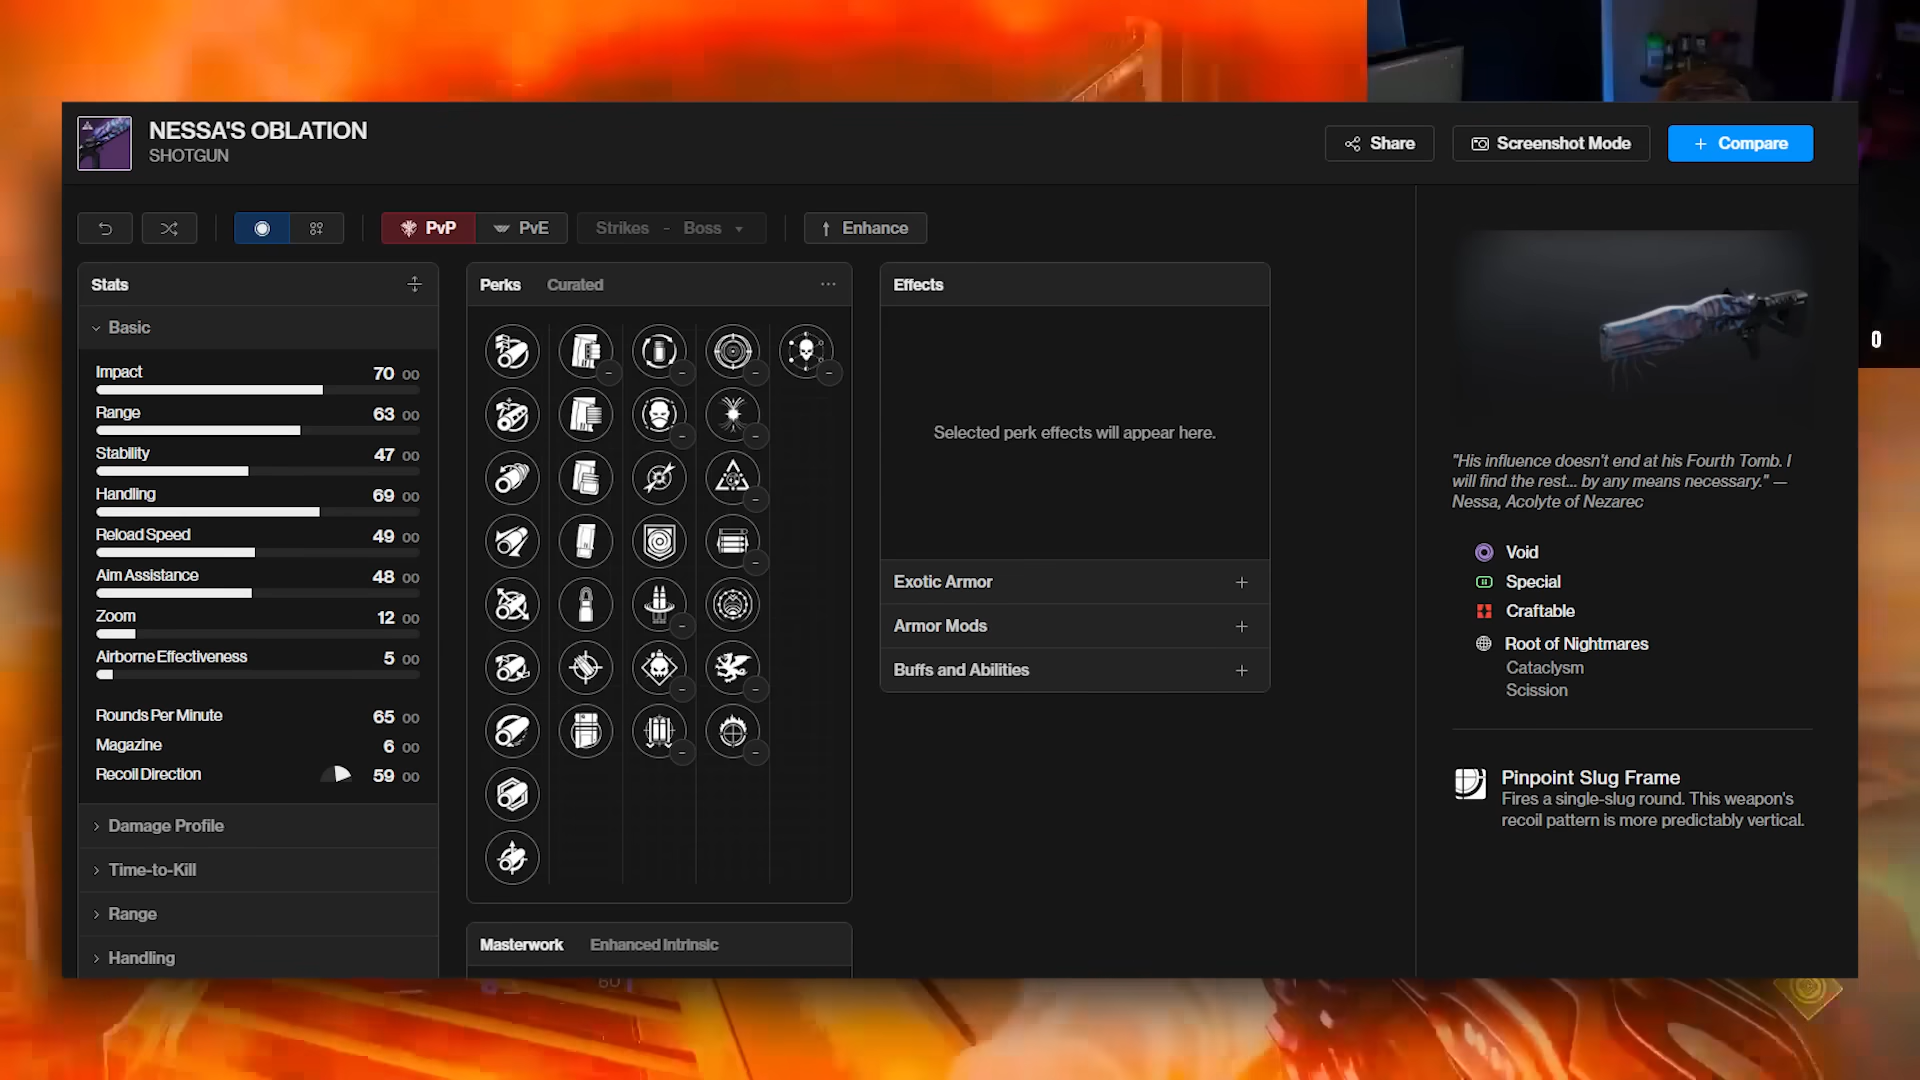 NESSA'S OBLATION
SHOTGUN
Share
Screenshot Mode
+ Compare
PvP
PvE
Strikes - Boss
Enhance
Stats
Basic
Impact 70 00
Range 63 00
Stability 47 00
Handling 69 00
Reload Speed 49 00
Aim Assistance 48 00
Zoom 12 00
Airborne Effectiveness 5 00
Rounds Per Minute 65 00
Magazine 6 00
Recoil Direction 59 00
Damage Profile
Time-to-Kill
Range
Handling
Perks Curated
Masterwork Enhanced Intrinsic
Effects
Selected perk effects will appear here.
Exotic Armor +
Armor Mods +
Buffs and Abilities +
"His influence doesn't end at his Fourth Tomb. I
will find the rest... by any means necessary." —
Nessa, Acolyte of Nezarec
Void
Special
Craftable
Root of Nightmares
Cataclysm
Scission
Pinpoint Slug Frame
Fires a single-slug round. This weapon's
recoil pattern is more predictably vertical.
0